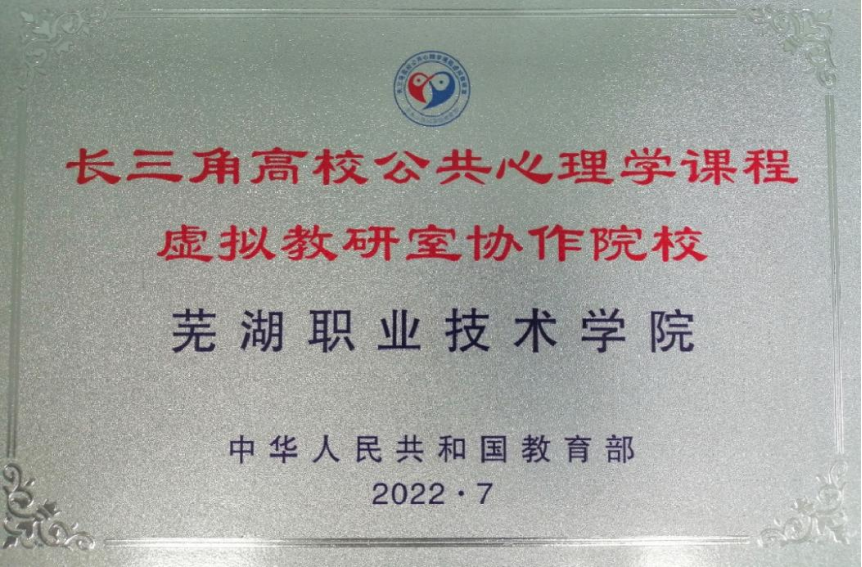 长三角高校公共心理学课程
虚拟教研室协作院校
芜湖职业技术学院
中华人民共和国教育部
2022·7